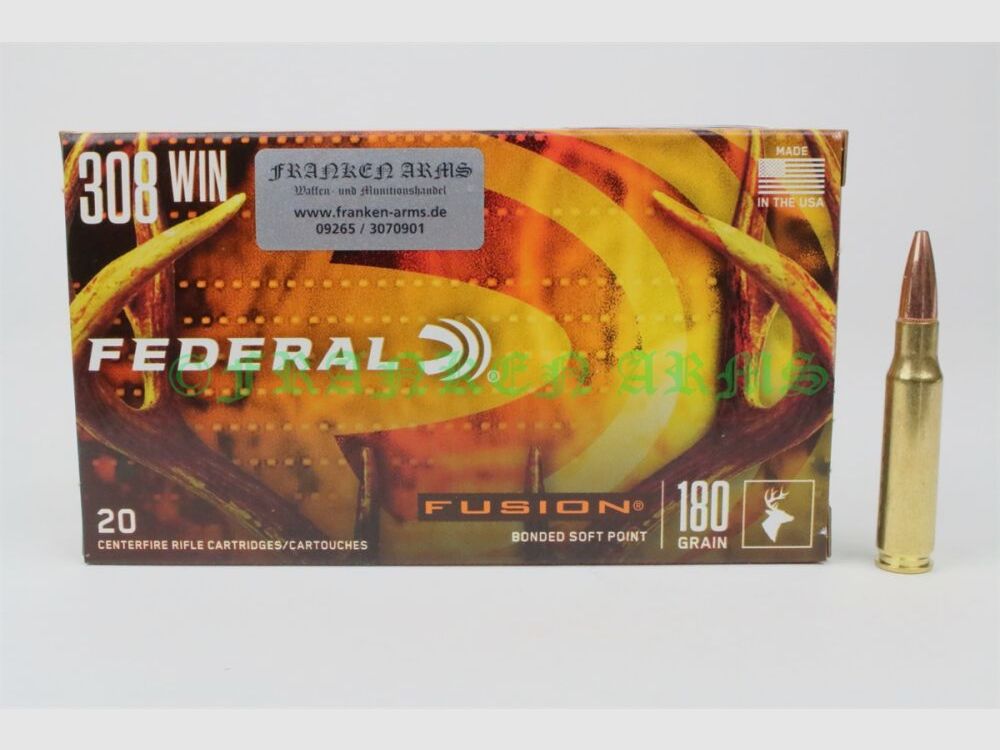 308 WIN
FRANKEN ARMS
Waffen- und Munitionshandel
www.franken-arms.de
09265 / 3070901
MADE
IN THE USA
FEDERAL ®
©FRANKEN ARMS
FUSION®
BONDED SOFT POINT
180
GRAIN
20
CENTERFIRE RIFLE CARTRIDGES/CARTOUCHES